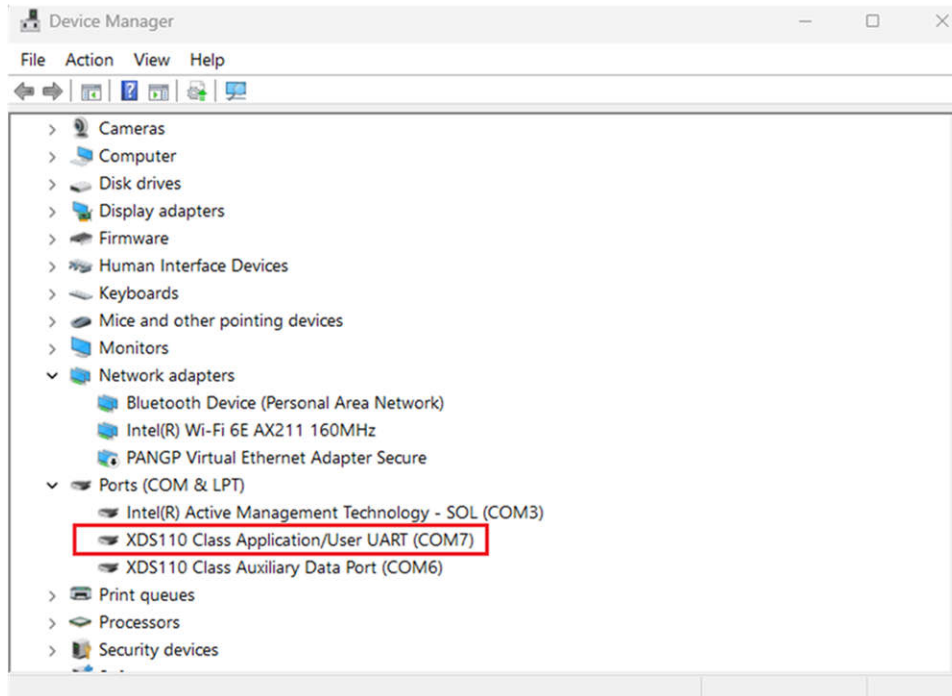 Device Manager
File Action View Help
Cameras
Computer
Disk drives
Display adapters
Firmware
Human Interface Devices
Keyboards
Mice and other pointing devices
Monitors
Network adapters
Bluetooth Device (Personal Area Network)
Intel(R) Wi-Fi 6E AX211 160MHz
PANGP Virtual Ethernet Adapter Secure
Ports (COM & LPT)
Intel(R) Active Management Technology - SOL (COM3)
XDS110 Class Application/User UART (COM7)
XDS110 Class Auxiliary Data Port (COM6)
Print queues
Processors
Security devices